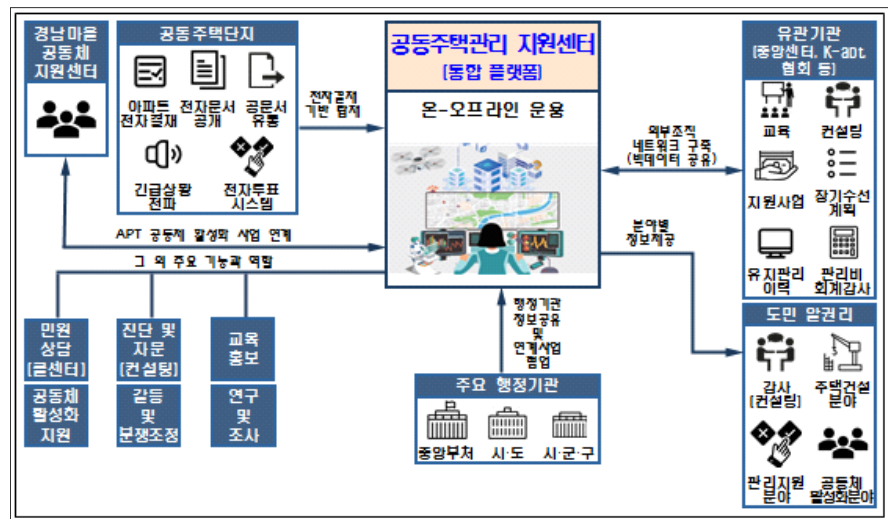 경남마을
공동체
지원센터
공동주택단지
아파트
전자결재
전자문서
공개
공문서
유통
긴급상황
전파
전자투표
시스템
전자결제
기반 탑재
공동주택관리 지원센터
(통합 플랫폼)
온-오프라인 운용
외부조직
네트워크 구축
(빅데이터 공유)
유관기관
(중앙센터, K-apt
협회 등)
교육
컨설팅
지원사업
장기수선
계획
유지관리
이력
관리비
회계감사
APT 공동체 활성화 사업 연계
그 외 주요 기능과 역할
분야별
정보제공
민원
상담
(콜센터)
진단 및
자문
(컨설팅)
교육
홍보
공동체
활성화
지원
갈등
및
분쟁조정
연구
및
조사
행정기관
정보공유
및
연계사업
협업
주요 행정기관
중앙부처
시·도
시·군·구
도민 알권리
감사
(컨설팅)
주택건설
분야
관리지원
분야
공동체
활성화분야